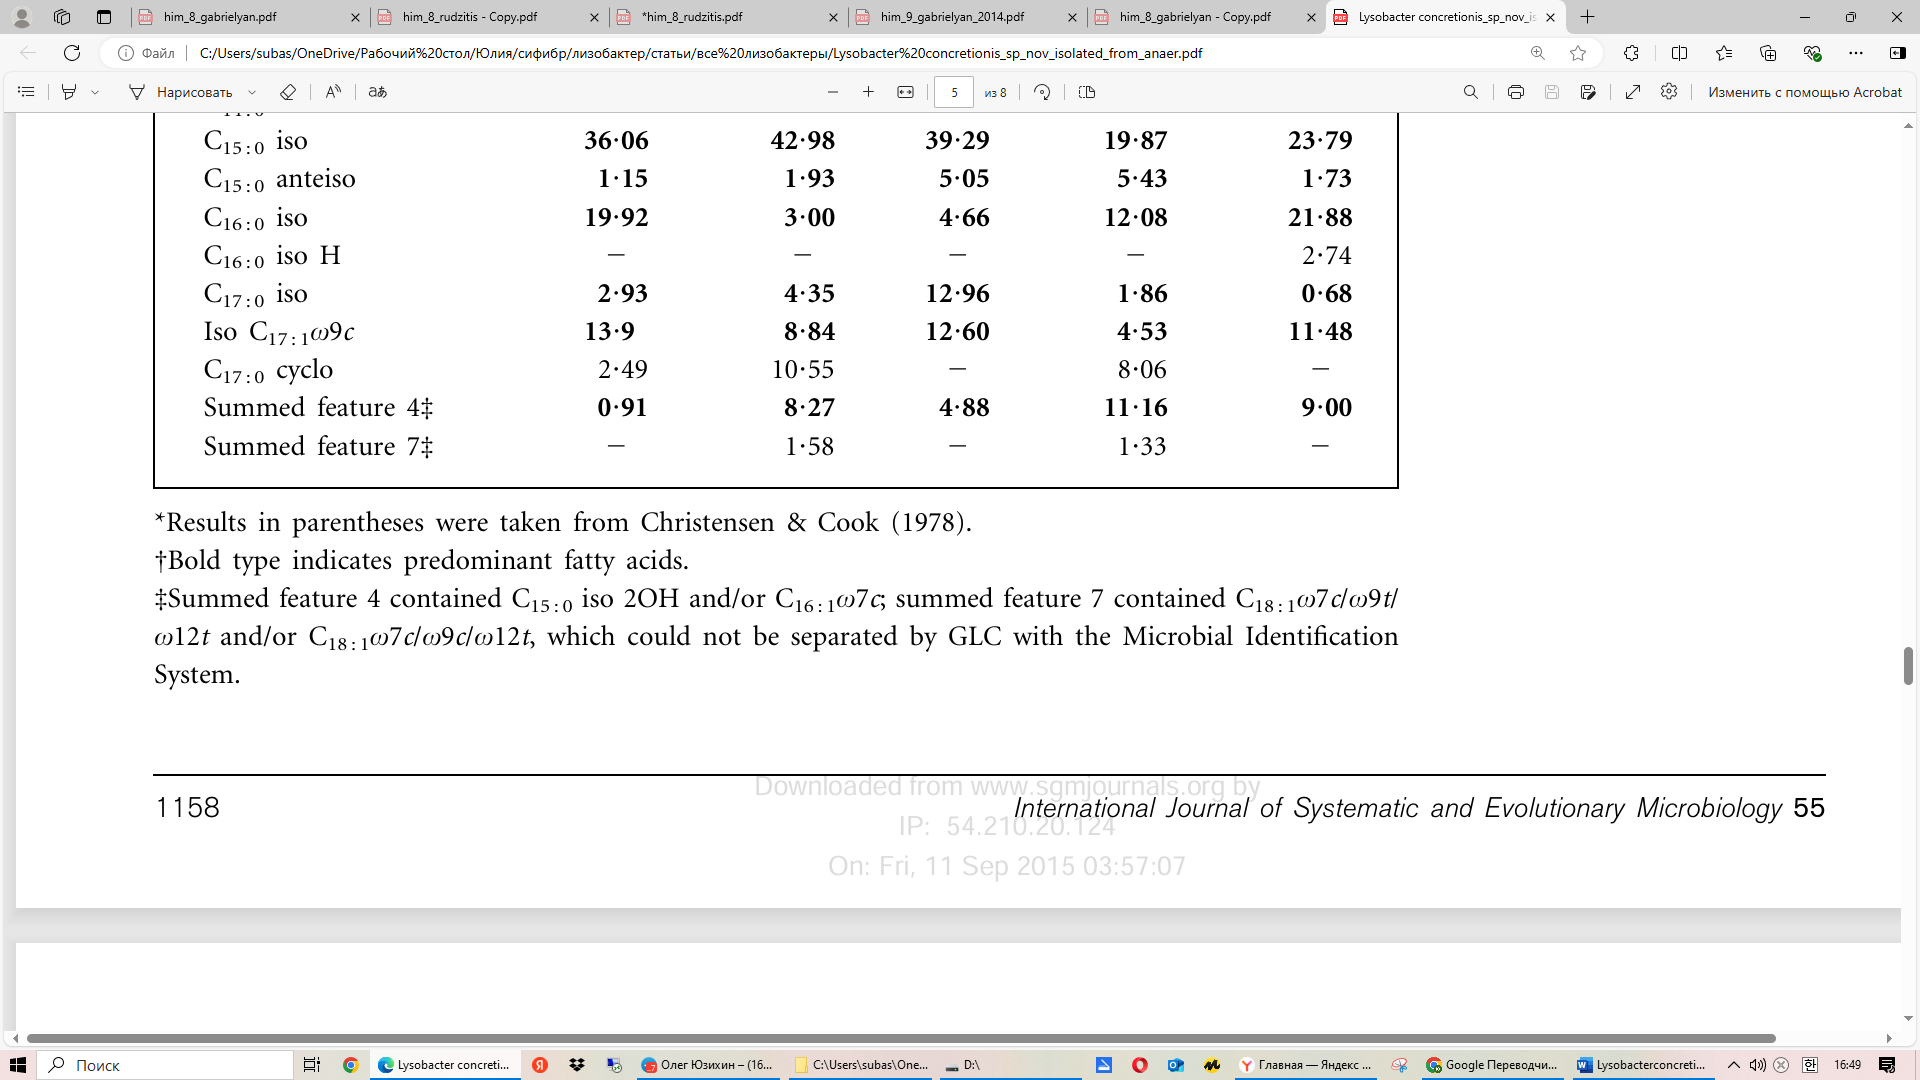 him_8_gabrielyan.pdf
him_8_rudzitis - Copy.pdf
*him_8_rudzitis.pdf
him_9_gabrielyan_2014.pdf
him_8_gabrielyan - Copy.pdf
Lysobacter concretionis_sp_nov_is
Файл
C:/Users/subas/OneDrive/Рабочий%20стол/Юлия/сифибр/лизобактер/статьи/все%20лизобактеры/Lysobacter%20concretionis_sp_nov_isolated_from_anaer.pdf
Нарисовать
5 из 8
Изменить с помощью Acrobat
C15:0 iso 36·06 42·98 39·29 19·87 23·79
C15:0 anteiso 1·15 1·93 5·05 5·43 1·73
C16:0 iso 19·92 3·00 4·66 12·08 21·88
C16:0 iso H – – – – 2·74
C17:0 iso 2·93 4·35 12·96 1·86 0·68
Iso C17:1ω9c 13·9 8·84 12·60 4·53 11·48
C17:0 cyclo 2·49 10·55 – 8·06 –
Summed feature 4‡ 0·91 8·27 4·88 11·16 9·00
Summed feature 7‡ – 1·58 – 1·33 –
*Results in parentheses were taken from Christensen & Cook (1978).
†Bold type indicates predominant fatty acids.
‡Summed feature 4 contained C15:0 iso 2OH and/or C16:1ω7c; summed feature 7 contained C18:1ω7c/ω9t/
ω12t and/or C18:1ω7c/ω9c/ω12t, which could not be separated by GLC with the Microbial Identification
System.
Downloaded from www.sgmjournals.org by
1158
International Journal of Systematic and Evolutionary Microbiology 55
IP: 54.210.20.124
On: Fri, 11 Sep 2015 03:57:07
Поиск
Lysobacter concreti...
Олег Юзихин – (16...
C:\Users\subas\One...
D:\
Главная — Яндекс ...
Google Переводчи...
Lysobacterconcreti...
16:49